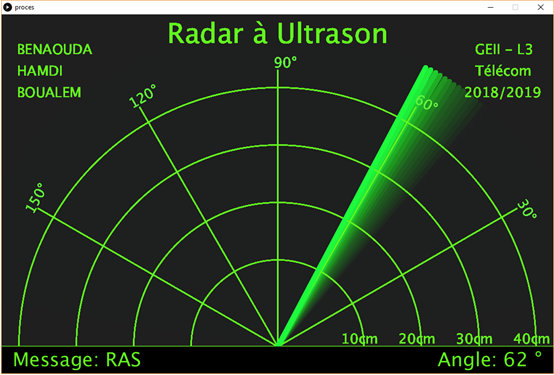 proces
Radar à Ultrason
BENAOUDA
HAMDI
BOUALEM
GEII – L3
Télécom
2018/2019
90°
120°
60°
150°
30°
10cm 20cm 30cm 40cm
Message: RAS
Angle: 62 °